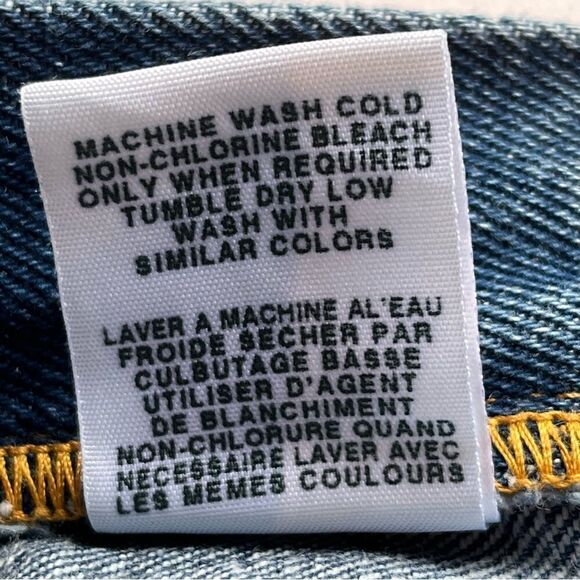 MACHINE WASH COLD
NON-CHLORINE BLEACH
ONLY WHEN REQUIRED
TUMBLE DRY LOW
WASH WITH
SIMILAR COLORS
LAVER A MACHINE AL'EAU
FROIDE SECHER PAR
CULBUTAGE BASSE
UTILISER D'AGENT
DE BLANCHIMENT
NON-CHLORURE QUAND
NECESSAIRE LAVER AVEC
LES MEMES COULOURS